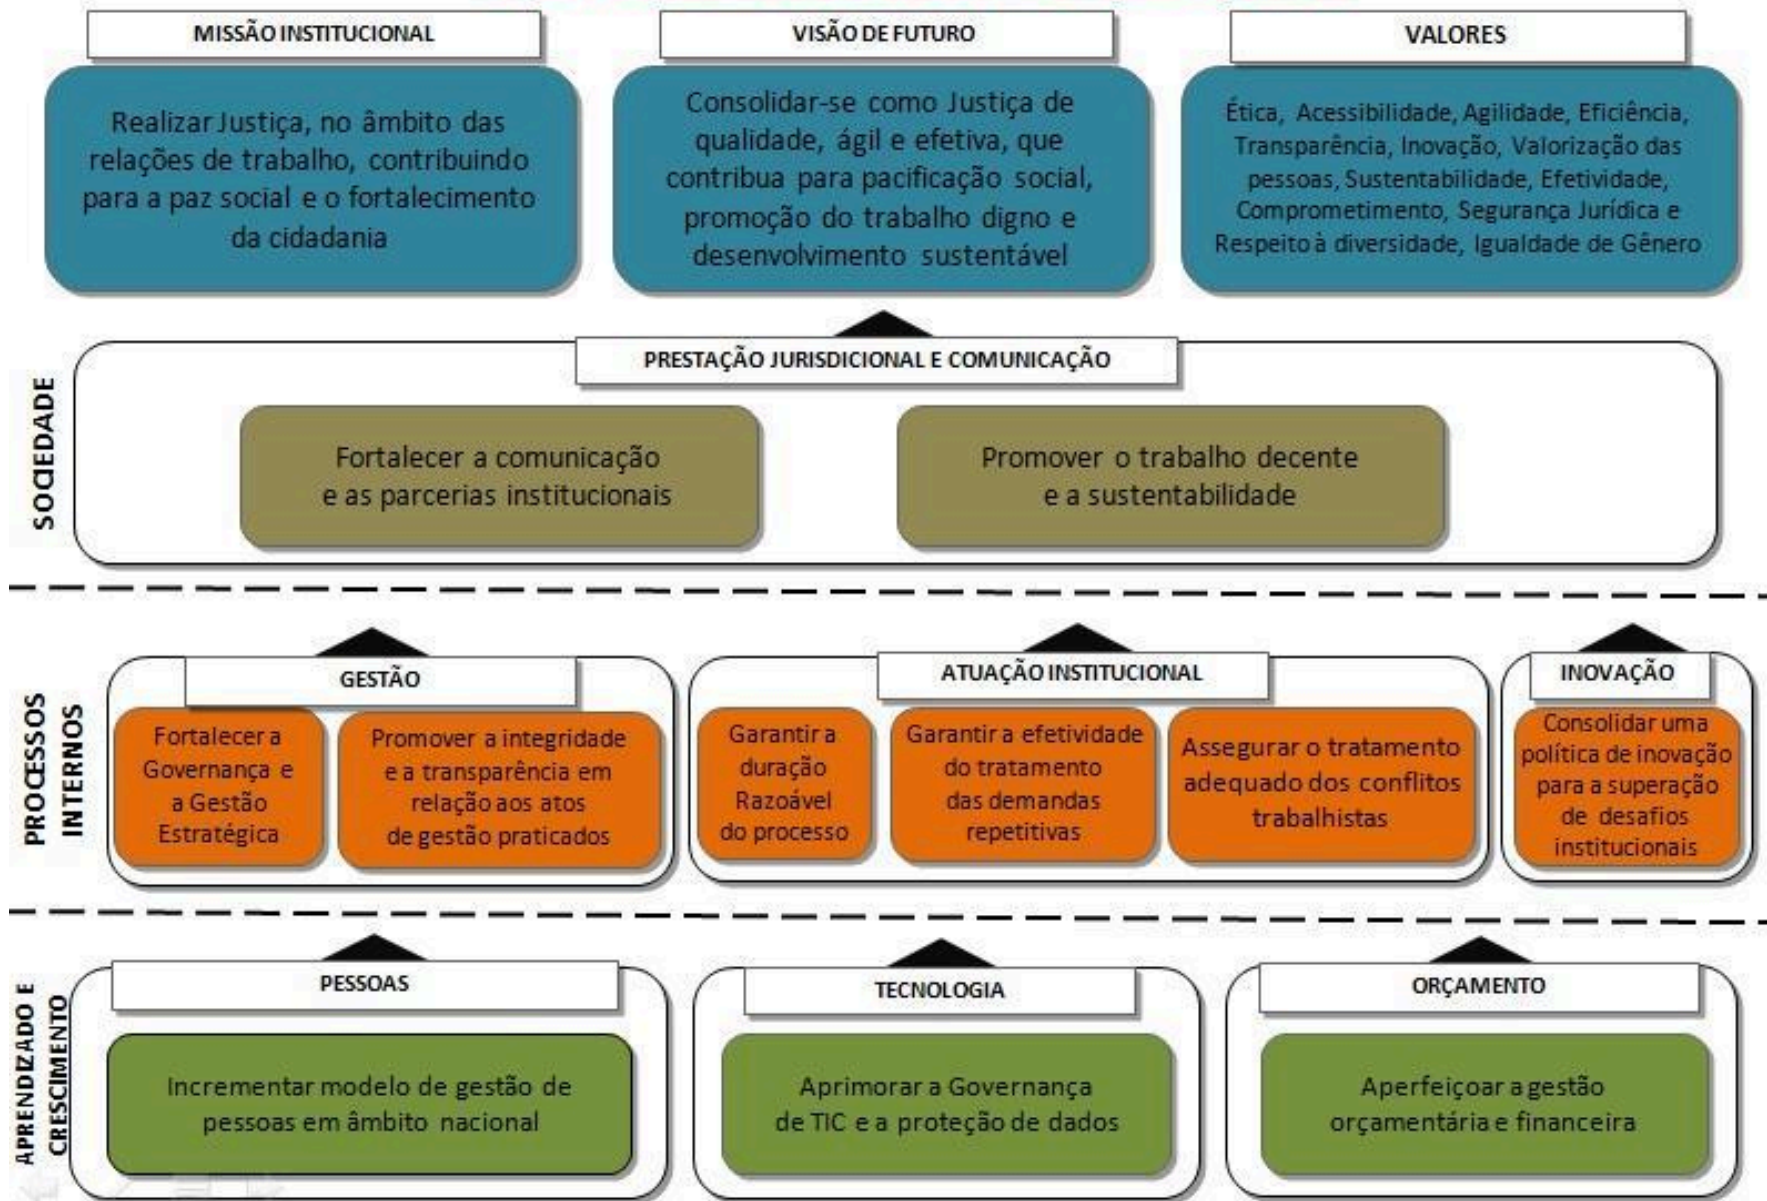 MISSÃO INSTITUCIONAL
Realizar Justiça, no âmbito das
relações de trabalho, contribuindo
para a paz social e o fortalecimento
da cidadania
VISÃO DE FUTURO
Consolidar-se como Justiça de
qualidade, ágil e efetiva, que
contribua para pacificação social,
promoção do trabalho digno e
desenvolvimento sustentável
VALORES
Ética, Acessibilidade, Agilidade, Eficiência,
Transparência, Inovação, Valorização das
pessoas, Sustentabilidade, Efetividade,
Comprometimento, Segurança Jurídica e
Respeito à diversidade, Igualdade de Gênero
SOCIEDADE
PRESTAÇÃO JURISDICIONAL E COMUNICAÇÃO
Fortalecer a comunicação
e as parcerias institucionais
Promover o trabalho decente
e a sustentabilidade
PROCESSOS
INTERNOS
GESTÃO
Fortalecer a
Governança e
a Gestão
Estratégica
Promover a integridade
e a transparência em
relação aos atos
de gestão praticados
ATUAÇÃO INSTITUCIONAL
Garantir a
duração
Razoável
do processo
Garantir a efetividade
do tratamento
das demandas
repetitivas
Assegurar o tratamento
adequado dos conflitos
trabalhistas
INOVAÇÃO
Consolidar uma
política de inovação
para a superação
de desafios
institucionais
APRENDIZADO E
CRESCIMENTO
PESSOAS
Incrementar modelo de gestão de
pessoas em âmbito nacional
TECNOLOGIA
Aprimorar a Governança
de TIC e a proteção de dados
ORÇAMENTO
Aperfeiçoar a gestão
orçamentária e financeira